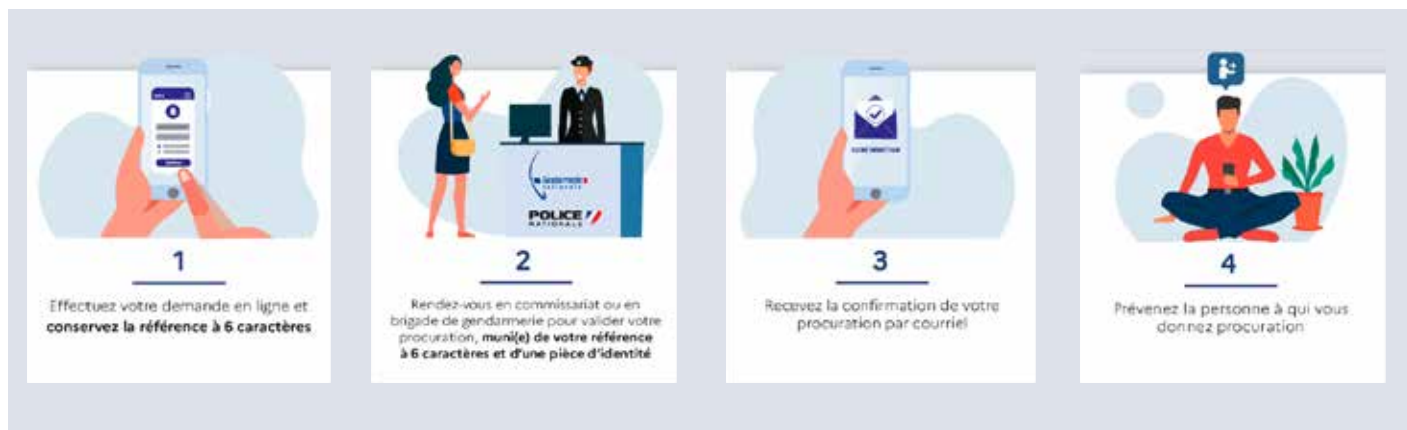 1
Effectuez votre demande en ligne et
conservez la référence à 6 caractères
Gendarmerie
nationale
POLICE
NATIONALE
2
Rendez-vous en commissariat ou en
brigade de gendarmerie pour valider votre
procuration, muni(e) de votre référence
à 6 caractères et d'une pièce d'identité
3
Recevez la confirmation de votre
procuration par courriel
4
Prévenez la personne à qui vous
donnez procuration